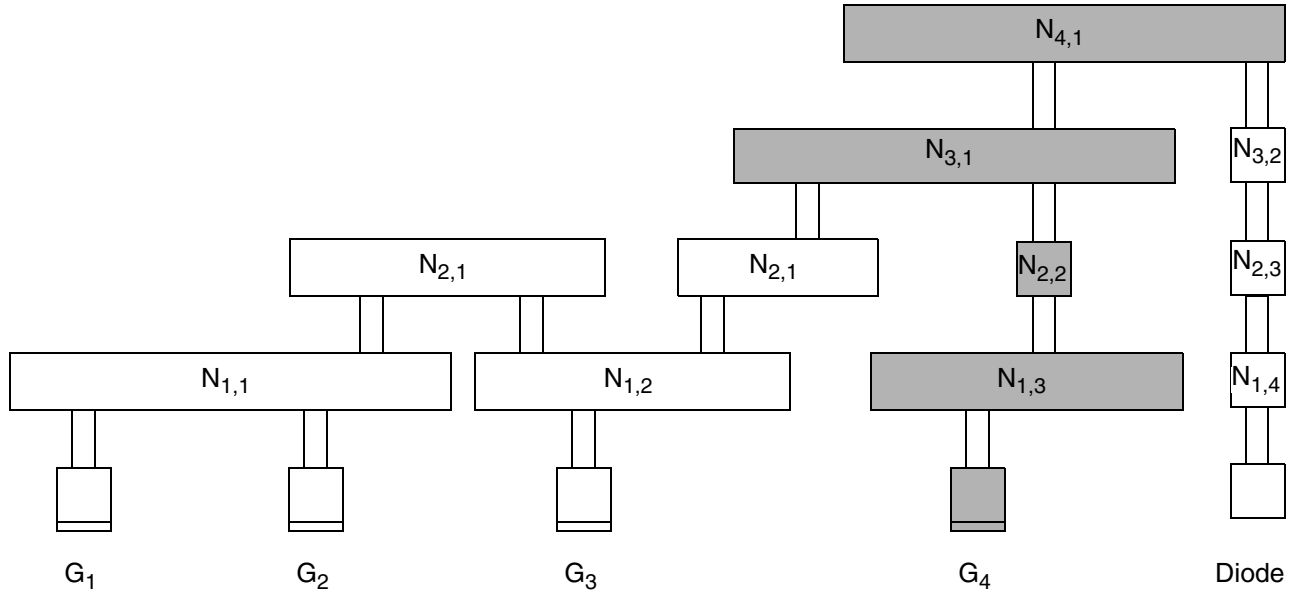 N4,1
N3,1
N3,2
N2,1
N2,1
N2,2
N2,3
N1,1
N1,2
N1,3
N1,4
G1
G2
G3
G4
Diode